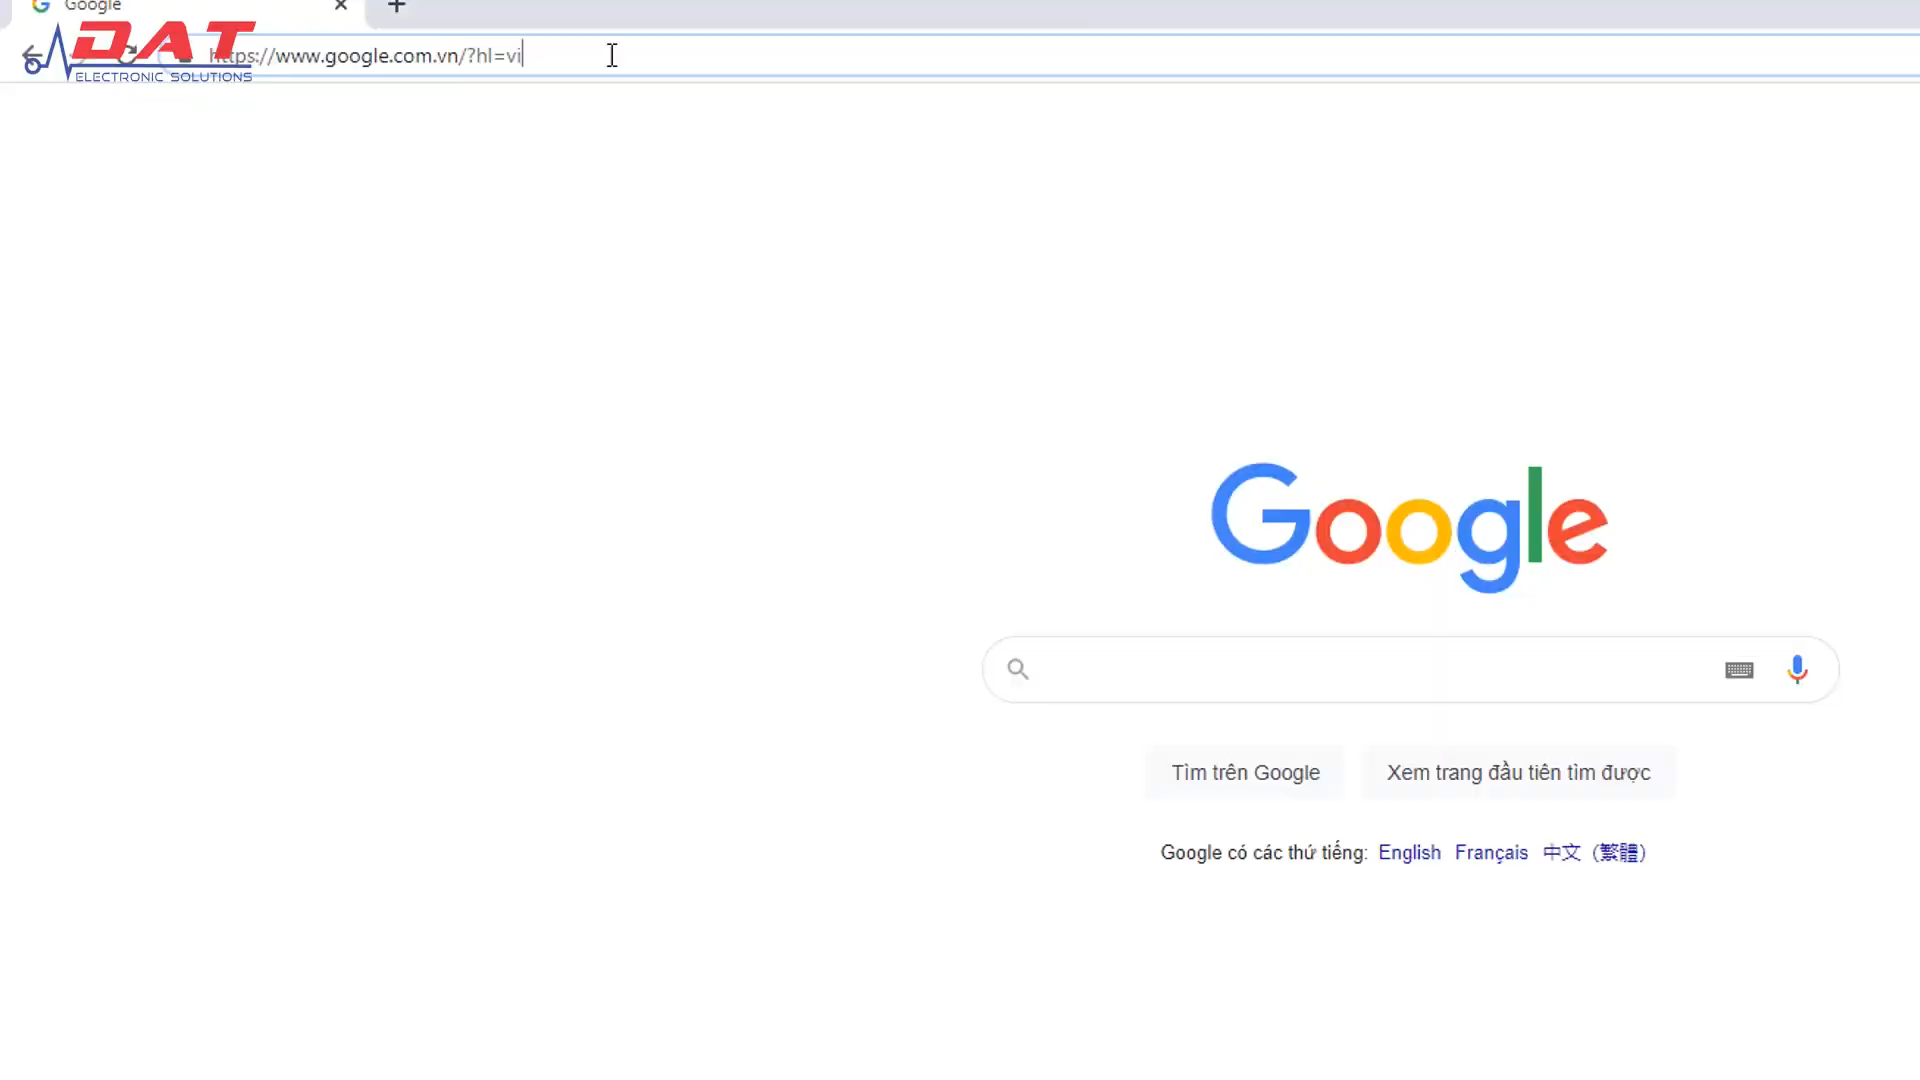 Google
DAT
ELECTRONIC SOLUTIONS
https://www.google.com.vn/?hl=vi
Google
Tìm trên Google
Xem trang đầu tiên tìm được
Google có các thứ tiếng: English Français 中文 (繁體)